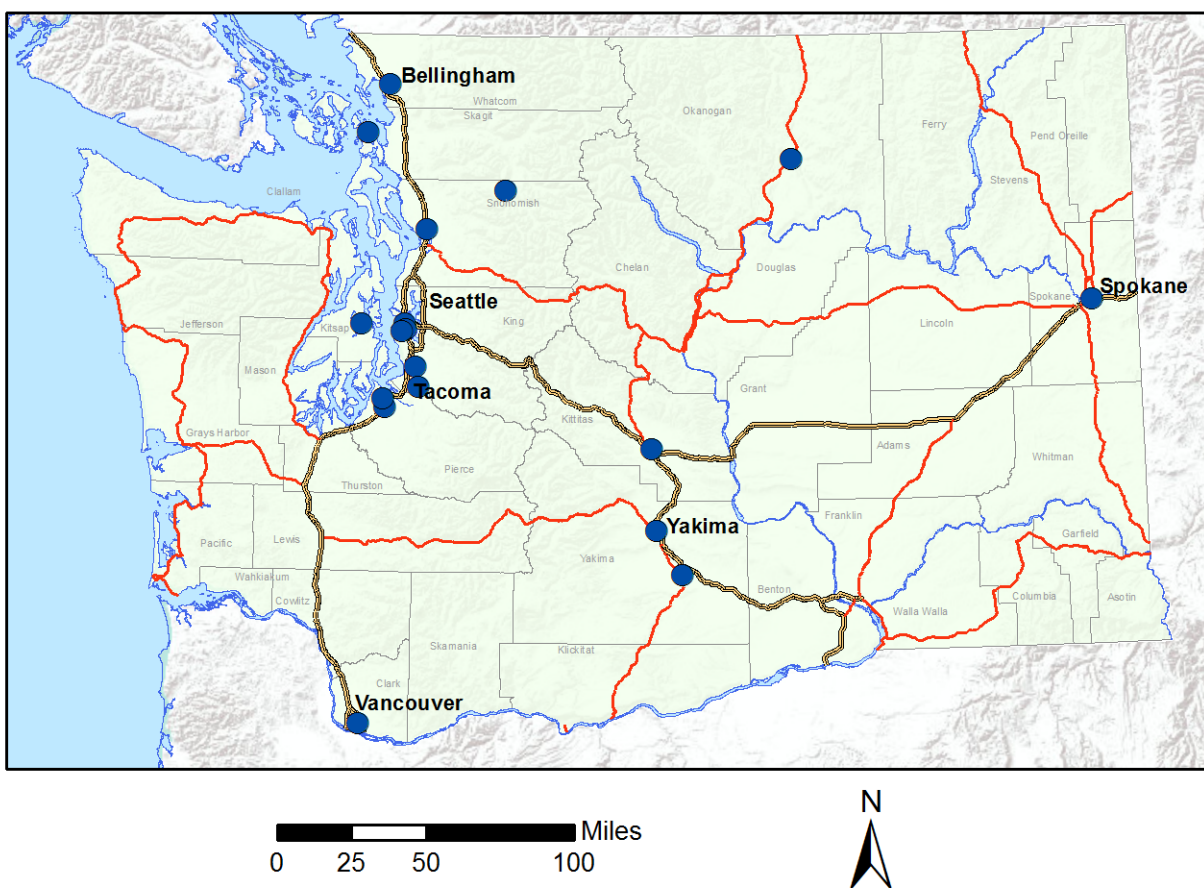 Bellingham
Whatcom
Skagit
Okanogan
Ferry
Pend Oreille
Stevens
Clallam
Snohomish
Chelan
Douglas
Seattle
Spokane
Spokane
Jefferson
Kitsap
King
Lincoln
Mason
Grant
Tacoma
Kittitas
Grays Harbor
Adams
Whitman
Pierce
Thurston
Franklin
Yakima
Pacific
Lewis
Yakima
Garfield
Wahkiakum
Benton
Cowlitz
Walla Walla
Columbia
Asotin
Skamania
Klickitat
Clark
Vancouver
N
Miles
0 25 50 100